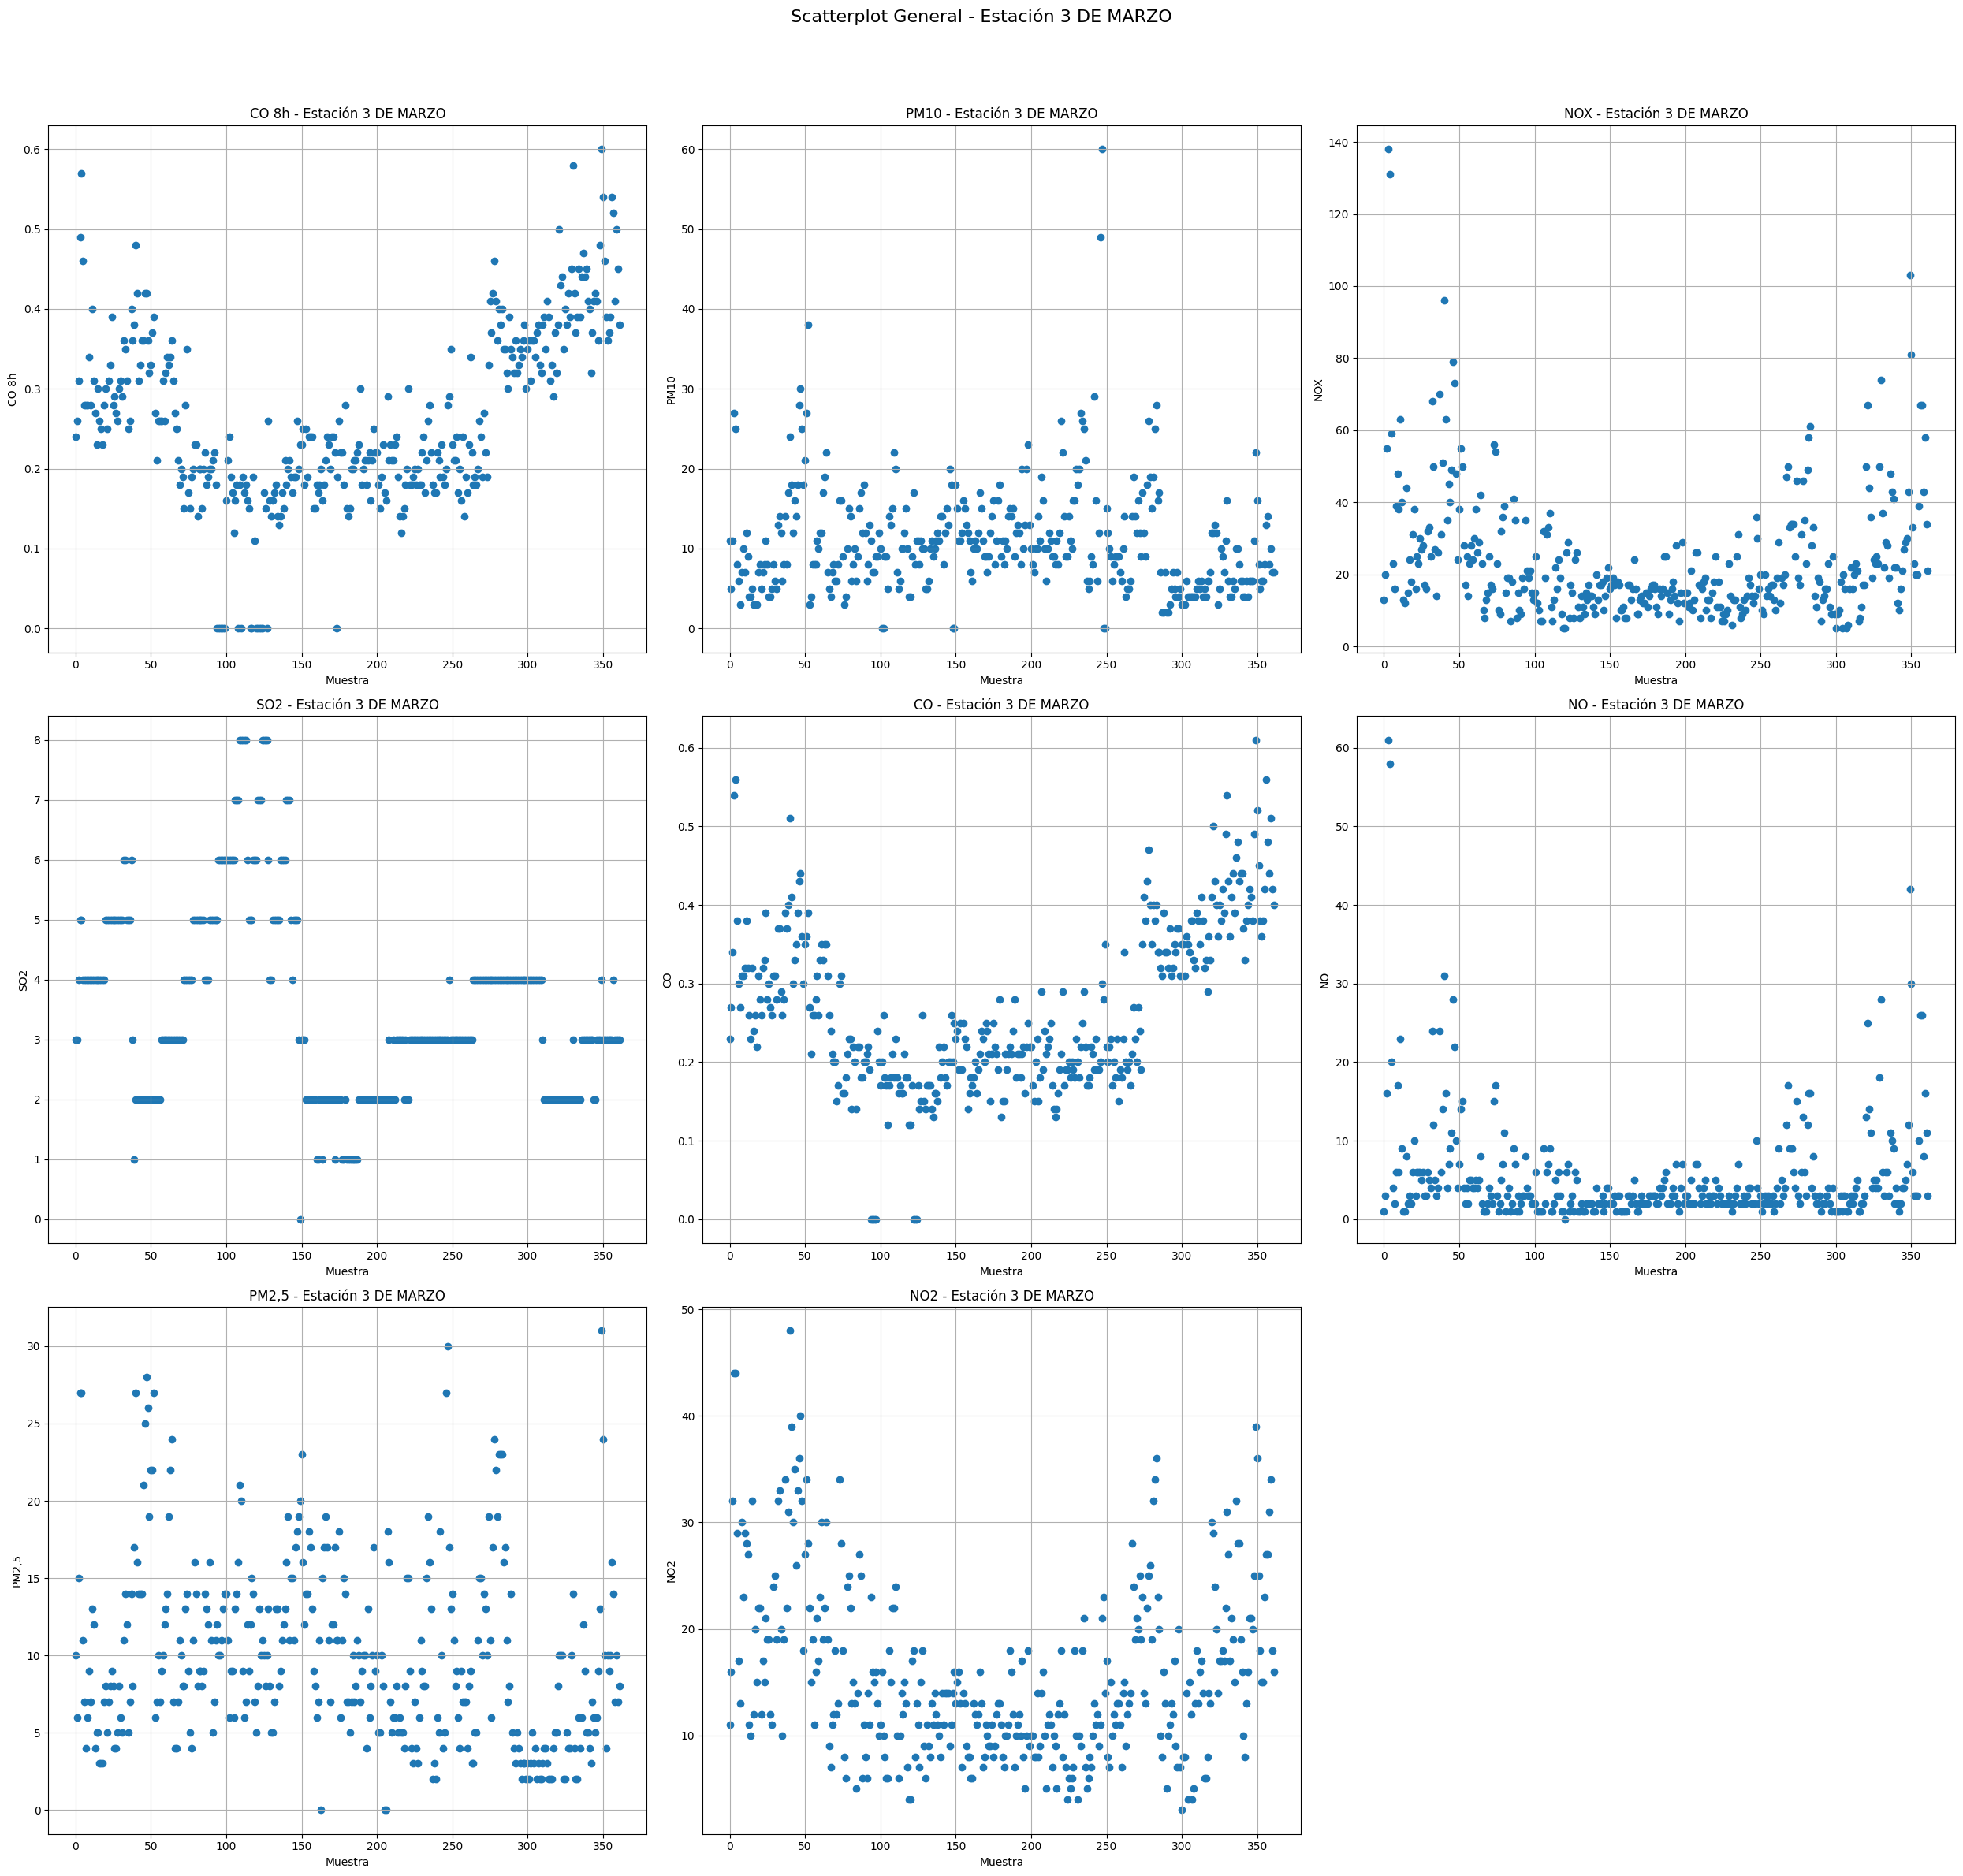 Scatterplot General - Estación 3 DE MARZO
CO 8h - Estación 3 DE MARZO
0.6
0.5
0.4
0.3
0.2
0.1
0.0
CO 8h
0 50 100 150 200 250 300 350
Muestra
PM10 - Estación 3 DE MARZO
60
50
40
30
20
10
0
PM10
0 50 100 150 200 250 300 350
Muestra
NOX - Estación 3 DE MARZO
140
120
100
80
60
40
20
0
NOX
0 50 100 150 200 250 300 350
Muestra
SO2 - Estación 3 DE MARZO
8
7
6
5
4
3
2
1
0
SO2
0 50 100 150 200 250 300 350
Muestra
CO - Estación 3 DE MARZO
0.6
0.5
0.4
0.3
0.2
0.1
0.0
CO
0 50 100 150 200 250 300 350
Muestra
NO - Estación 3 DE MARZO
60
50
40
30
20
10
0
NO
0 50 100 150 200 250 300 350
Muestra
PM2,5 - Estación 3 DE MARZO
30
25
20
15
10
5
0
PM2,5
0 50 100 150 200 250 300 350
Muestra
NO2 - Estación 3 DE MARZO
50
40
30
20
10
NO2
0 50 100 150 200 250 300 350
Muestra